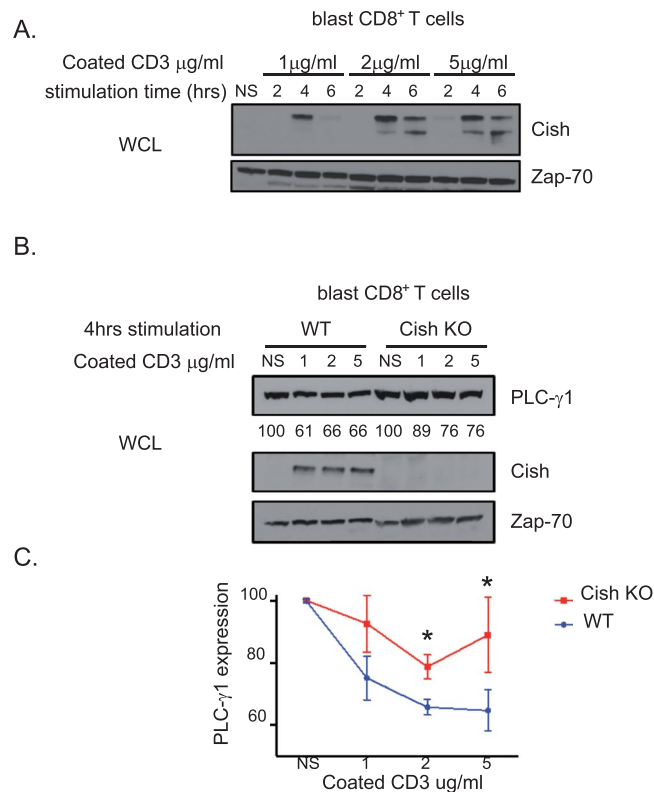 A.
blast CD8+ T cells
Coated CD3 μg/ml 1μg/ml 2μg/ml 5μg/ml
stimulation time (hrs) NS 2 4 6 2 4 6 2 4 6
WCL
Cish
Zap-70
B.
blast CD8+ T cells
4hrs stimulation WT Cish KO
Coated CD3 μg/ml NS 1 2 5 NS 1 2 5
PLC-γ1
100 61 66 66 100 89 76 76
WCL
Cish
Zap-70
C.
PLC-γ1 expression
100
80
60
* *
Cish KO
WT
NS 1 2 5
Coated CD3 ug/ml